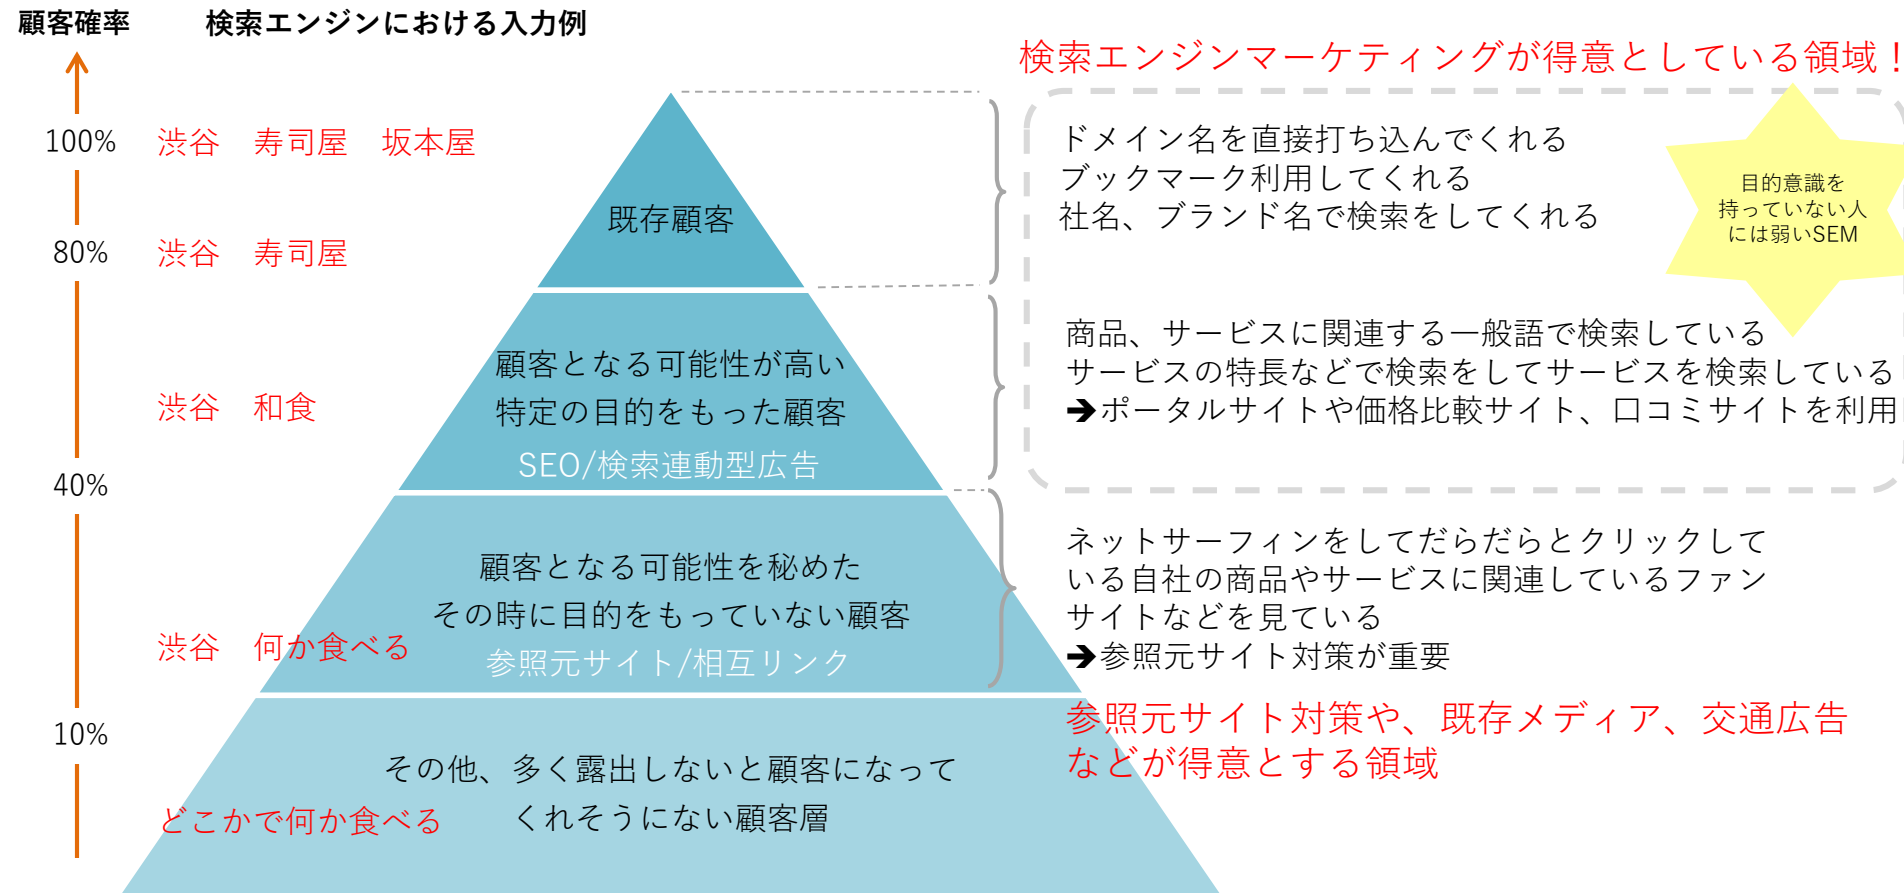 顧客確率
検索エンジンにおける入力例
100%
渋谷　寿司屋　坂本屋
80%
渋谷　寿司屋
渋谷　和食
40%
渋谷　何か食べる
10%
どこかで何か食べる
既存顧客
顧客となる可能性が高い
特定の目的をもった顧客
SEO/検索連動型広告
顧客となる可能性を秘めた
その時に目的をもっていない顧客
参照元サイト/相互リンク
その他、多く露出しないと顧客になって
くれそうにない顧客層
検索エンジンマーケティングが得意としている領域！
ドメイン名を直接打ち込んでくれる
ブックマーク利用してくれる
社名、ブランド名で検索をしてくれる
目的意識を
持っていない人
には弱いSEM
商品、サービスに関連する一般語で検索している
サービスの特長などで検索をしてサービスを検索している
➔ポータルサイトや価格比較サイト、口コミサイトを利用
ネットサーフィンをしてだらだらとクリックして
いる自社の商品やサービスに関連しているファン
サイトなどを見ている
➔参照元サイト対策が重要
参照元サイト対策や、既存メディア、交通広告
などが得意とする領域